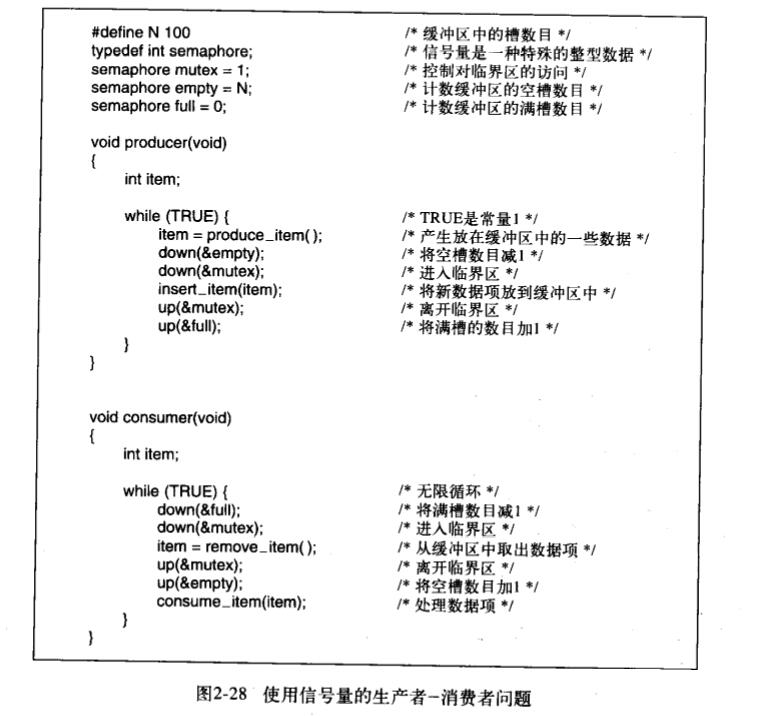 #define N 100 /* 缓冲区中的槽数目 */
typedef int semaphore; /* 信号量是一种特殊的整型数据 */
semaphore mutex = 1; /* 控制对临界区的访问 */
semaphore empty = N; /* 计数缓冲区的空槽数目 */
semaphore full = 0; /* 计数缓冲区的满槽数目 */
void producer(void)
{
int item;
while (TRUE) { /* TRUE是常量1 */
item = produce_item( ); /* 产生放在缓冲区中的一些数据 */
down(&empty); /* 将空槽数目减1 */
down(&mutex); /* 进入临界区 */
insert_item(item); /* 将新数据项放到缓冲区中 */
up(&mutex); /* 离开临界区 */
up(&full); /* 将满槽的数目加1 */
}
}
void consumer(void)
{
int item;
while (TRUE) { /* 无限循环 */
down(&full); /* 将满槽数目减1 */
down(&mutex); /* 进入临界区 */
item = remove_item( ); /* 从缓冲区中取出数据项 */
up(&mutex); /* 离开临界区 */
up(&empty); /* 将空槽数目加1 */
consume_item(item); /* 处理数据项 */
}
}
图2-28 使用信号量的生产者-消费者问题